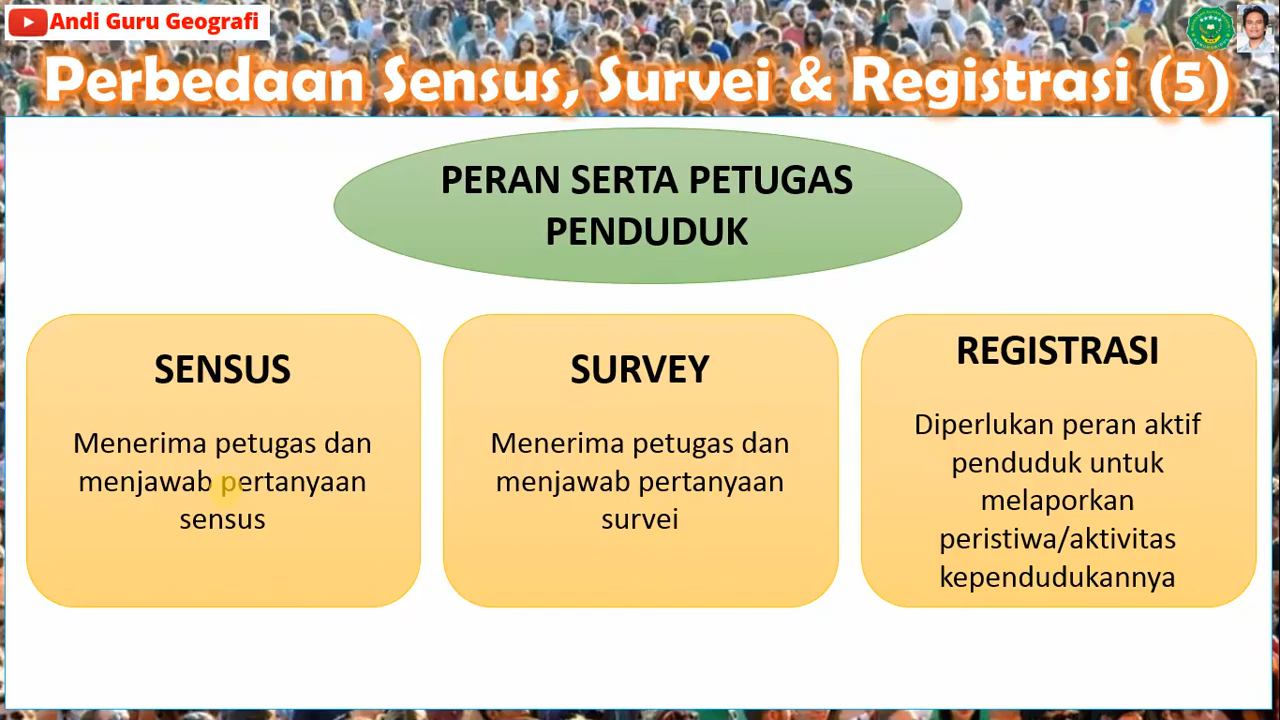 Andi Guru Geografi
Perbedaan Sensus, Survei & Registrasi (5)
PERAN SERTA PETUGAS
PENDUDUK
SENSUS
Menerima petugas dan
menjawab pertanyaan
sensus
SURVEY
Menerima petugas dan
menjawab pertanyaan
survei
REGISTRASI
Diperlukan peran aktif
penduduk untuk
melaporkan
peristiwa/aktivitas
kependudukannya